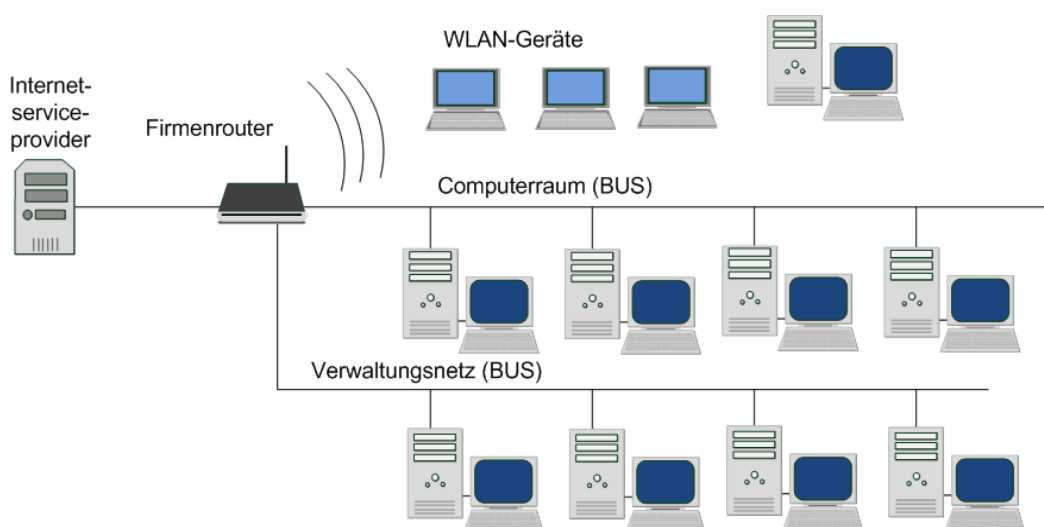 WLAN-Geräte
Internet-
service-
provider
Firmenrouter
Computerraum (BUS)
Verwaltungsnetz (BUS)